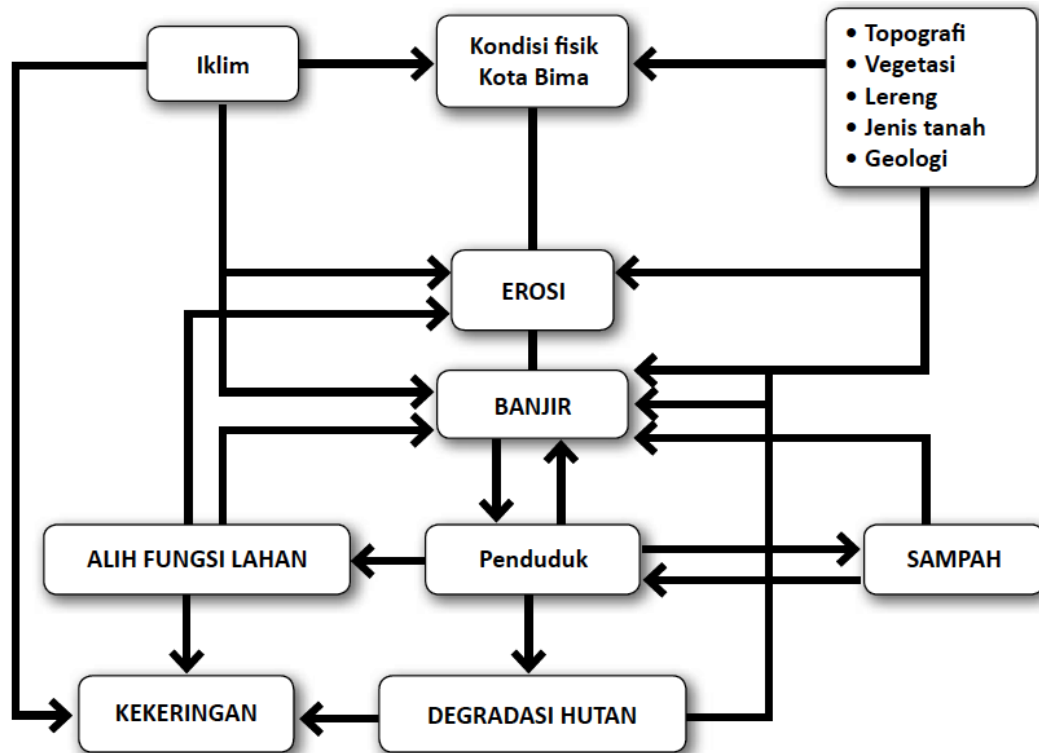 Iklim
Kondisi fisik
Kota Bima
• Topografi
• Vegetasi
• Lereng
• Jenis tanah
• Geologi
EROSI
BANJIR
ALIH FUNGSI LAHAN
Penduduk
SAMPAH
KEKERINGAN
DEGRADASI HUTAN